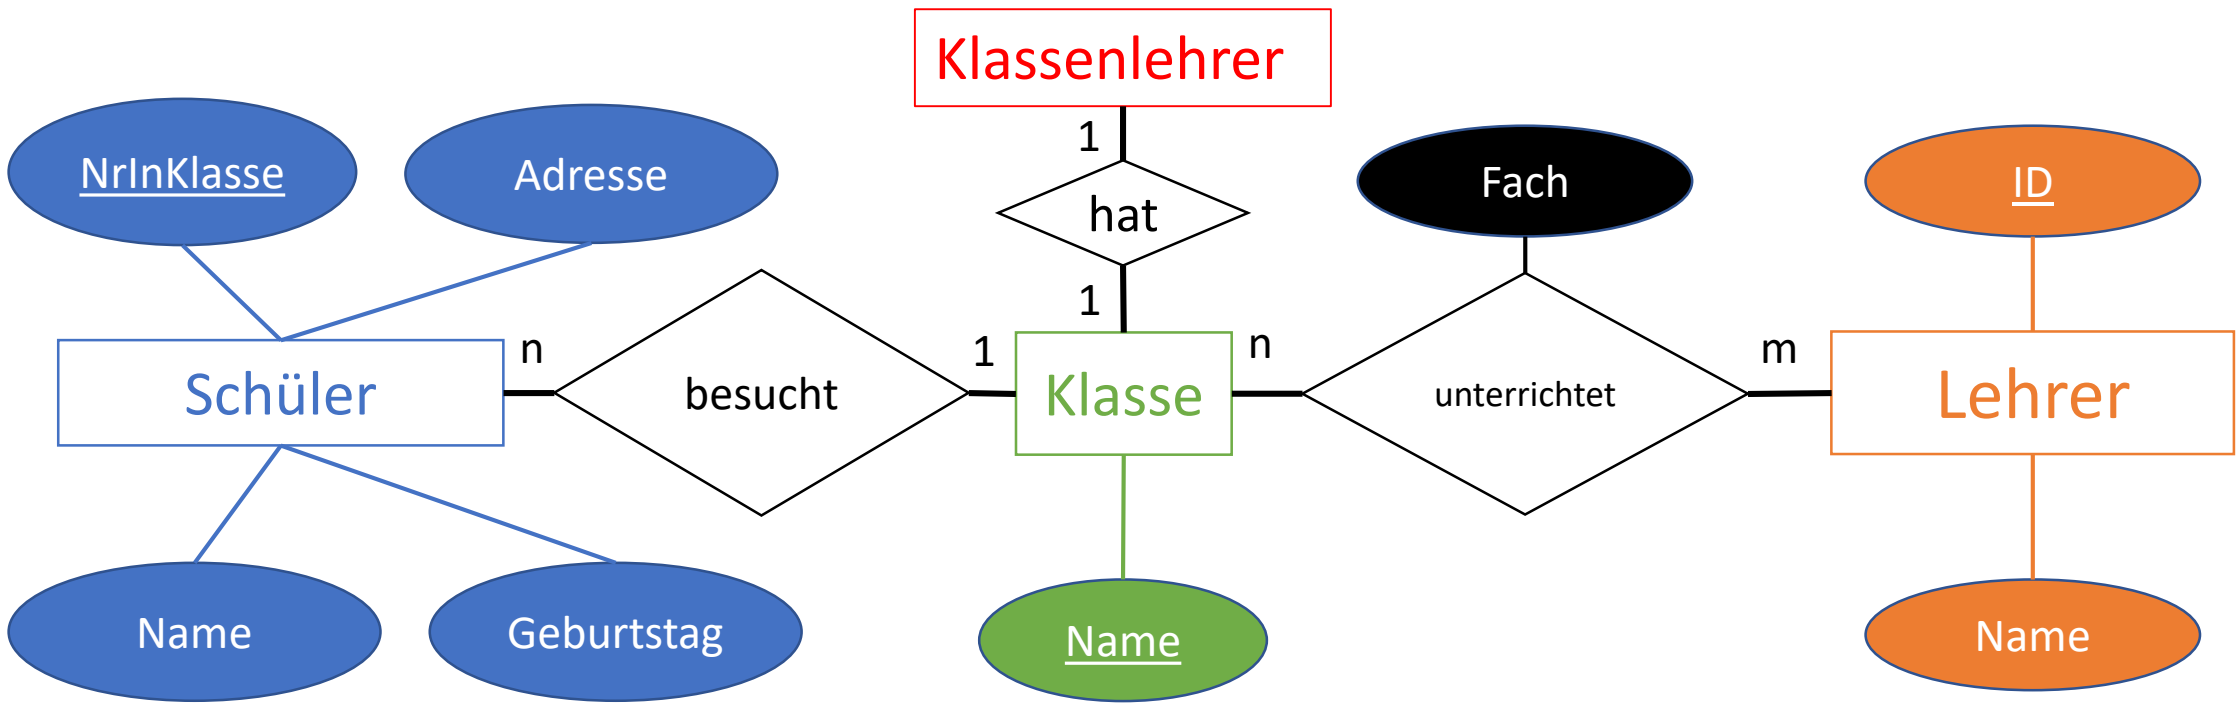 Klassenlehrer
1
hat
1
NrInKlasse
Adresse
Fach
ID
Schüler
n
besucht
1
Klasse
n
unterrichtet
m
Lehrer
Name
Geburtstag
Name
Name